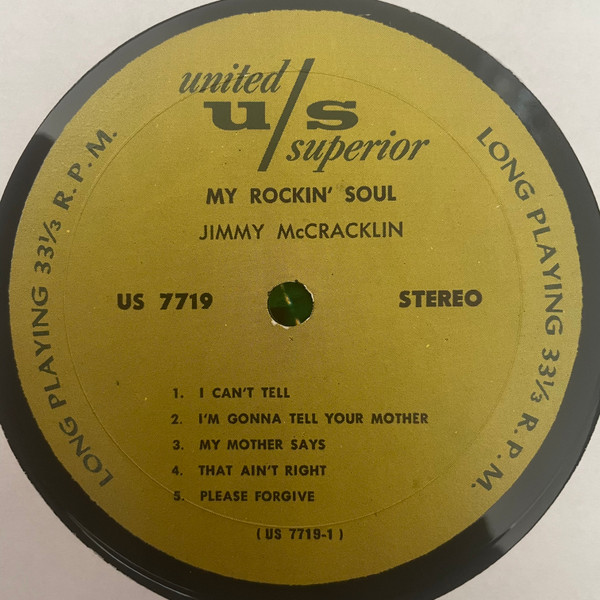 united
u/s
superior
MY ROCKIN' SOUL
JIMMY McCRACKLIN
US 7719
STEREO
LONG PLAYING 33⅓ R.P.M.
LONG PLAYING 33⅓ R.P.M.
1. I CAN'T TELL
2. I'M GONNA TELL YOUR MOTHER
3. MY MOTHER SAYS
4. THAT AIN'T RIGHT
5. PLEASE FORGIVE
( US 7719-1 )